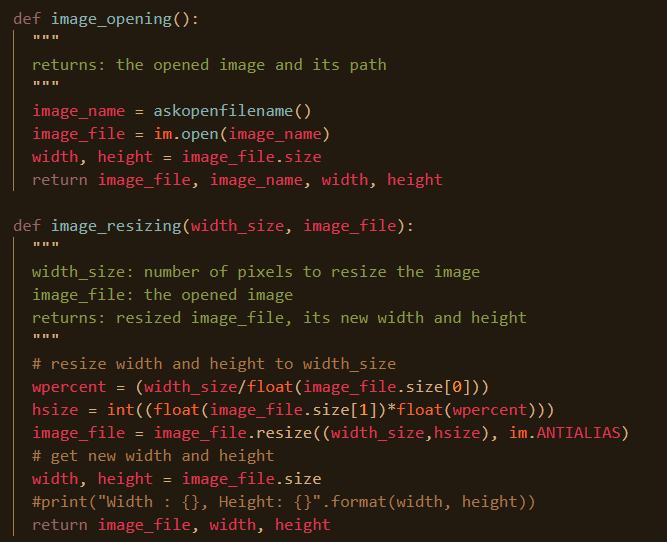 def image_opening():
    """
    returns: the opened image and its path
    """
    image_name = askopenfilename()
    image_file = im.open(image_name)
    width, height = image_file.size
    return image_file, image_name, width, height

def image_resizing(width_size, image_file):
    """
    width_size: number of pixels to resize the image
    image_file: the opened image
    returns: resized image_file, its new width and height
    """
    # resize width and height to width_size
    wpercent = (width_size/float(image_file.size[0]))
    hsize = int((float(image_file.size[1])*float(wpercent)))
    image_file = image_file.resize((width_size,hsize), im.ANTIALIAS)
    # get new width and height
    width, height = image_file.size
    #print("Width : {}, Height: {}".format(width, height))
    return image_file, width, height